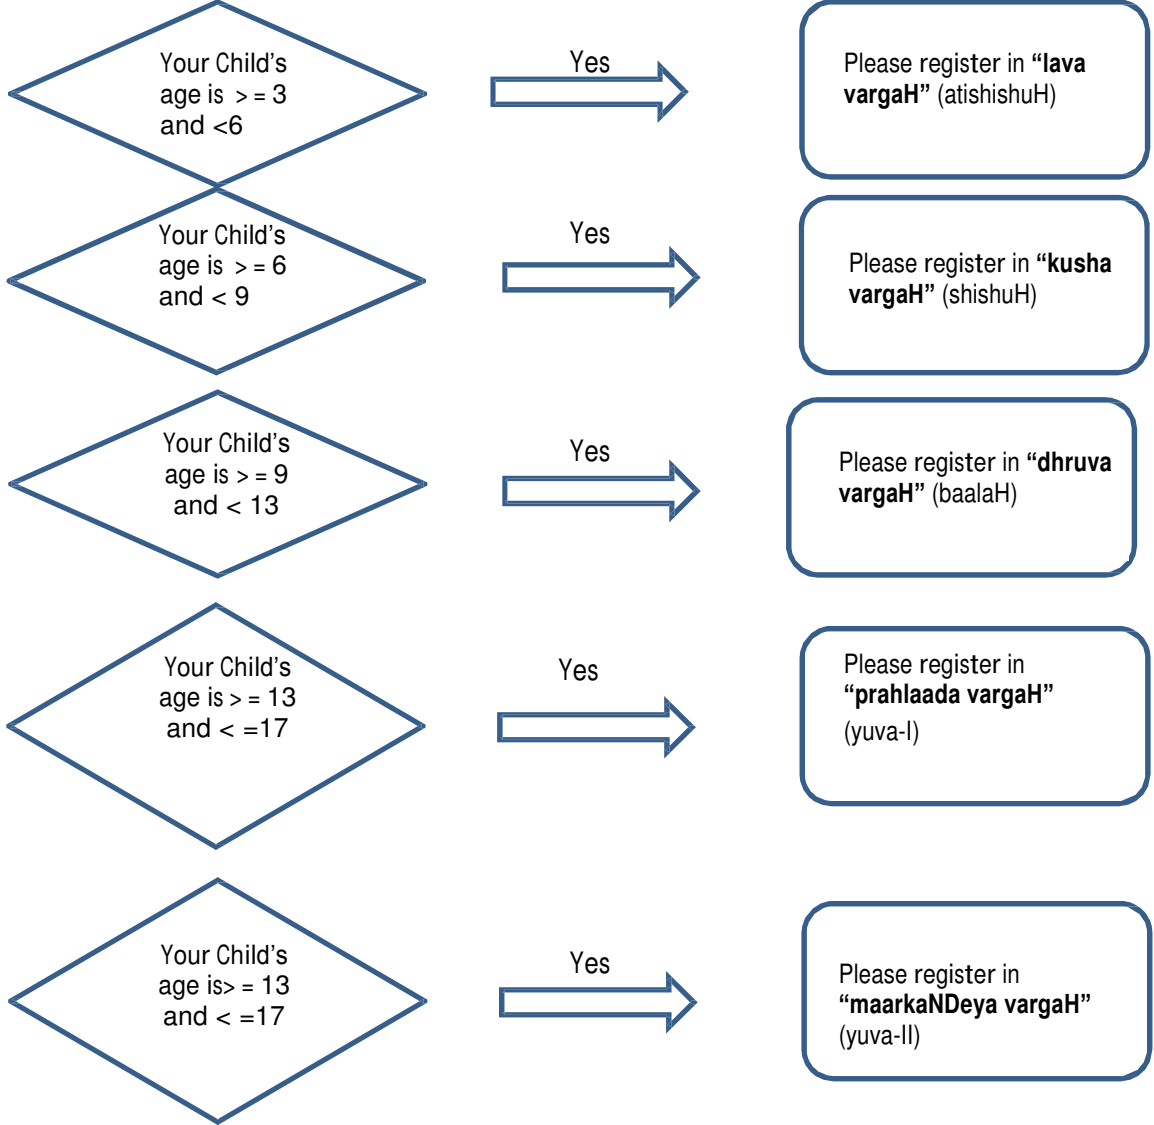 Your Child's
age is > = 3
and <6
Yes
Please register in “lava
vargaH” (atishishuH)
Your Child's
age is > = 6
and < 9
Yes
Please register in “kusha
vargaH” (shishuH)
Your Child's
age is > = 9
and < 13
Yes
Please register in “dhruva
vargaH” (baalaH)
Your Child's
age is > = 13
and < =17
Yes
Please register in
“prahlaada vargaH”
(yuva-I)
Your Child's
age is> = 13
and < =17
Yes
Please register in
“maarkaNDeya vargaH”
(yuva-II)